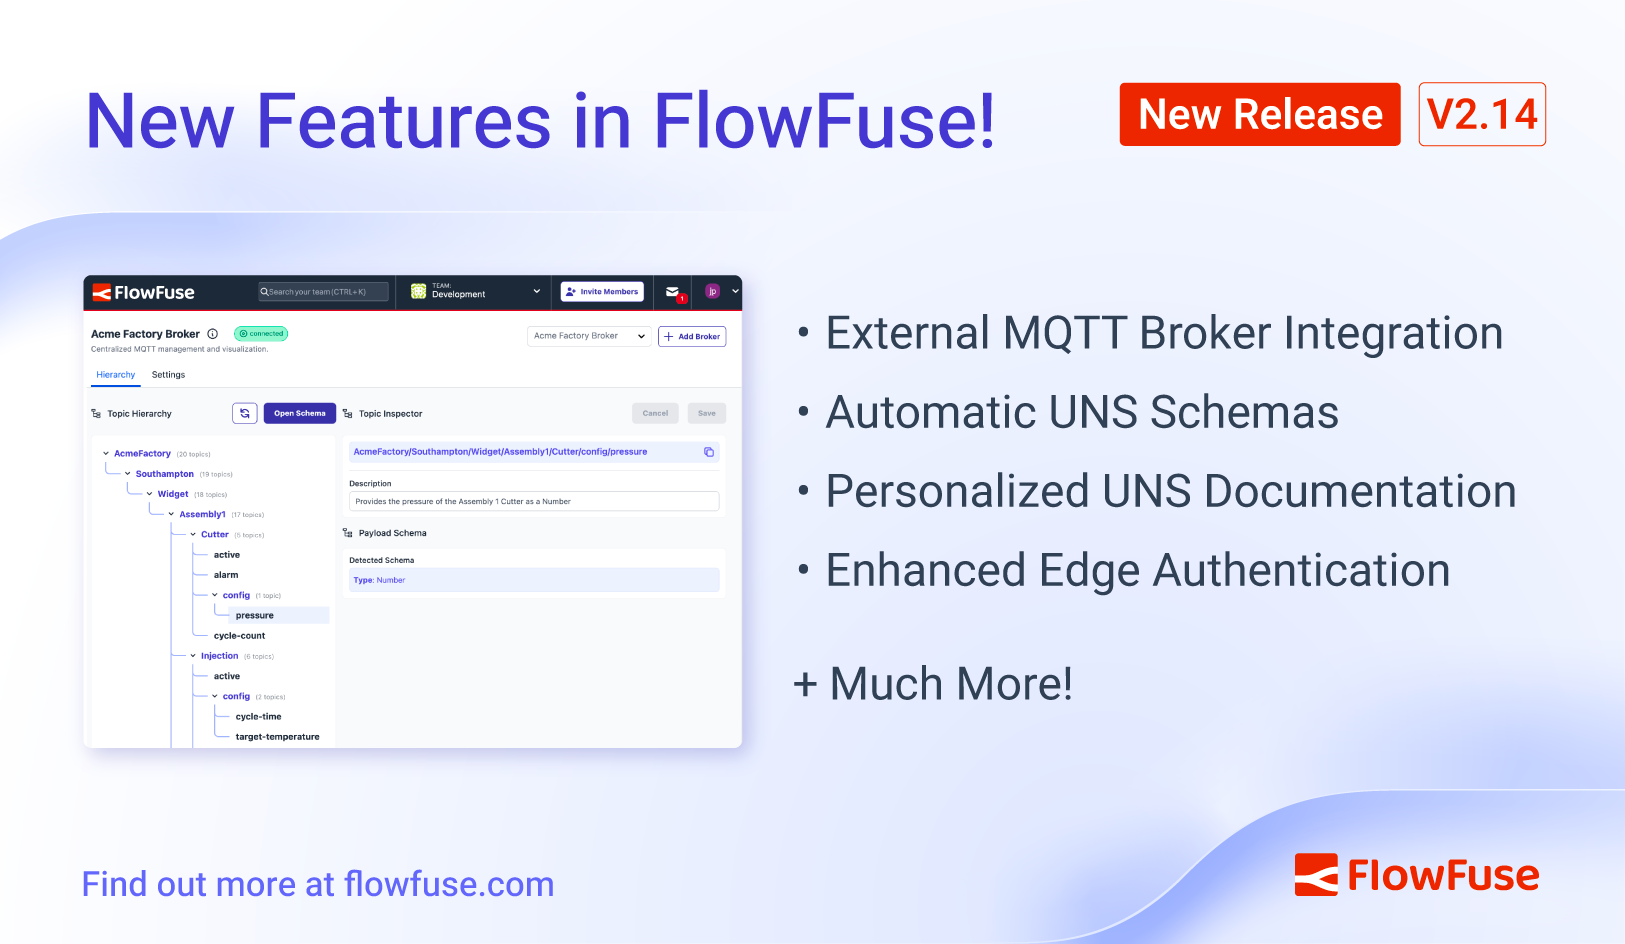 New Features in FlowFuse!
New Release
V2.14
FlowFuse
Search your team (CTRL+K)
TEAM:
Development
Invite Members
1
jp
Acme Factory Broker
connected
Centralized MQTT management and visualization.
Acme Factory Broker
Add Broker
Hierarchy
Settings
Topic Hierarchy
Open Schema
Topic Inspector
Cancel
Save
AcmeFactory (20 topics)
Southampton (19 topics)
Widget (18 topics)
Assembly1 (17 topics)
Cutter (5 topics)
active
alarm
config (1 topic)
pressure
cycle-count
Injection (6 topics)
active
config (2 topics)
cycle-time
target-temperature
AcmeFactory/Southampton/Widget/Assembly1/Cutter/config/pressure
Description
Provides the pressure of the Assembly 1 Cutter as a Number
Payload Schema
Detected Schema
Type: Number
• External MQTT Broker Integration
• Automatic UNS Schemas
• Personalized UNS Documentation
• Enhanced Edge Authentication
+ Much More!
Find out more at flowfuse.com
FlowFuse